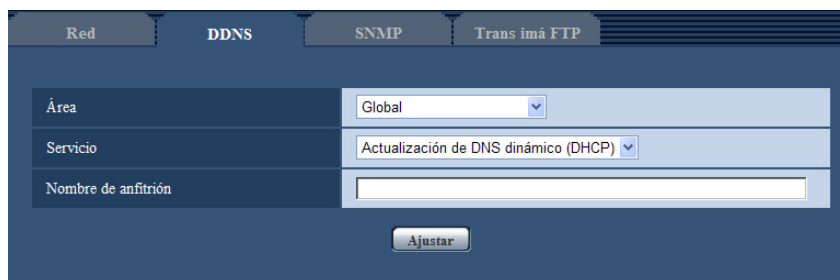 Red DDNS SNMP Trans imá FTP
Área Global
Servicio Actualización de DNS dinámico (DHCP)
Nombre de anfitrión
Ajustar